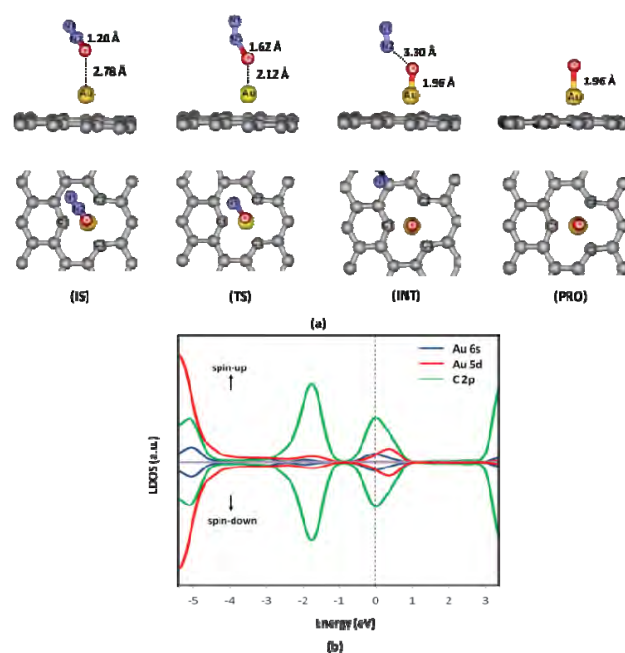 1.20 Å
2.78 Å
Au
1.62 Å
2.12 Å
Au
3.30 Å
1.96 Å
Au
1.96 Å
Au
(IS)
(TS)
(INT)
(PRO)
(a)
Au 6s
Au 5d
C 2p
spin-up
spin-down
LDOS (a.u.)
-5 -4 -3 -2 -1 0 1 2 3
Energy (eV)
(b)